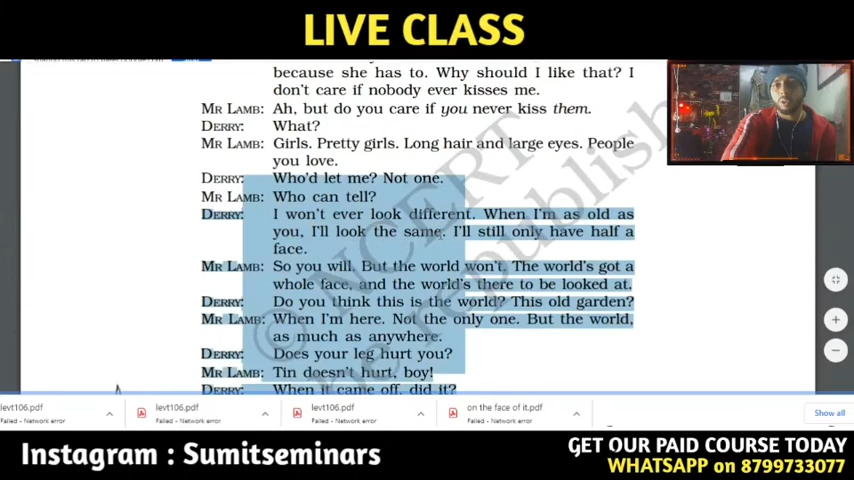 LIVE CLASS
because she has to. Why should I like that? I
don't care if nobody ever kisses me.
MR LAMB: Ah, but do you care if you never kiss them.
DERRY: What?
MR LAMB: Girls. Pretty girls. Long hair and large eyes. People
you love.
DERRY: Who'd let me? Not one.
MR LAMB: Who can tell?
DERRY: I won't ever look different. When I'm as old as
you, I'll look the same. I'll still only have half a
face.
MR LAMB: So you will. But the world won't. The world's got a
whole face, and the world's there to be looked at.
DERRY: Do you think this is the world? This old garden?
MR LAMB: When I'm here. Not the only one. But the world,
as much as anywhere.
DERRY: Does your leg hurt you?
MR LAMB: Tin doesn't hurt, boy!
DERRY: When it came off, did it?
© NCERT
be republish
levt106.pdf
Failed - Network error
levt106.pdf
Failed - Network error
levt106.pdf
Failed - Network error
on the face of it.pdf
Failed - Network error
Show all
Instagram : Sumitseminars
GET OUR PAID COURSE TODAY
WHATSAPP on 8799733077